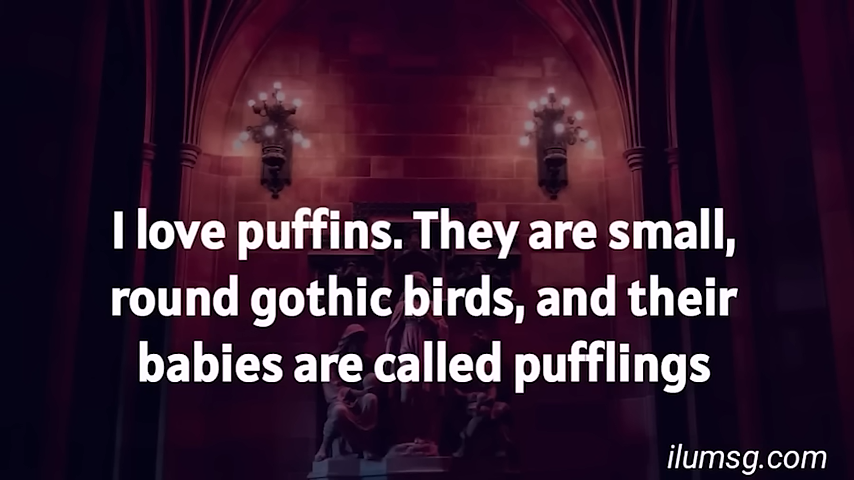 I love puffins. They are small,
round gothic birds, and their
babies are called pufflings
ilumsg.com